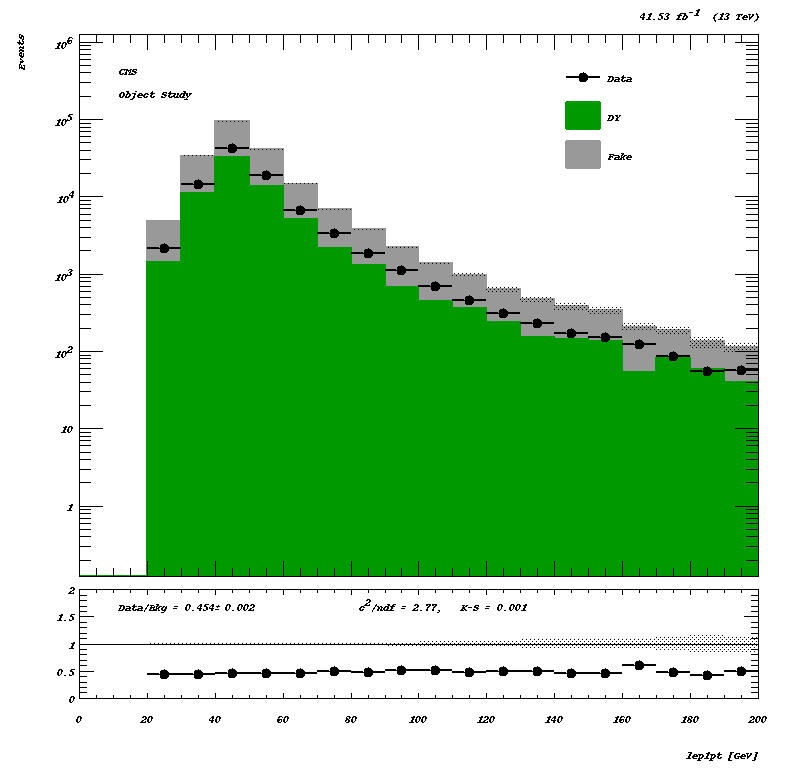 41.53 fb-1 (13 TeV)
Events
CMS
Object Study
Data
DY
Fake
10^6
10^5
10^4
10^3
10^2
10
1
Data/Bkg = 0.454± 0.002 c^2/ndf = 2.77, K-S = 0.001
2
1.5
1
0.5
0
0 20 40 60 80 100 120 140 160 180 200
lep1pt [GeV]